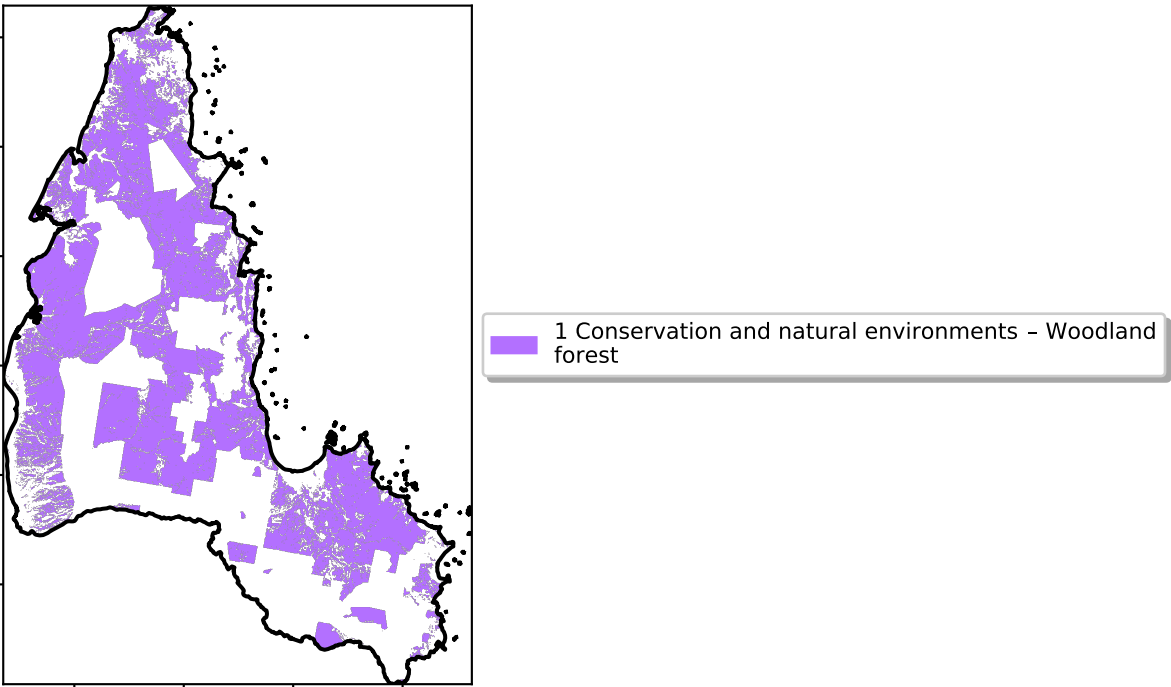 1 Conservation and natural environments – Woodland
forest